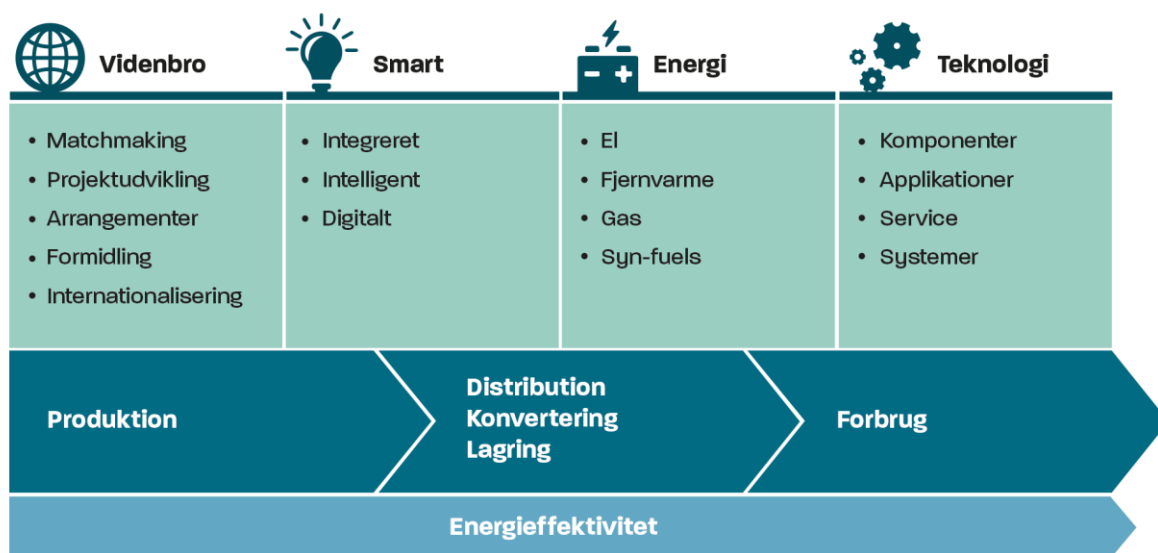 Videnbro
Smart
Energi
Teknologi
• Matchmaking
• Projektudvikling
• Arrangementer
• Formidling
• Internationalisering
• Integreret
• Intelligent
• Digitalt
• El
• Fjernvarme
• Gas
• Syn-fuels
• Komponenter
• Applikationer
• Service
• Systemer
Produktion
Distribution
Konvertering
Lagring
Forbrug
Energieffektivitet